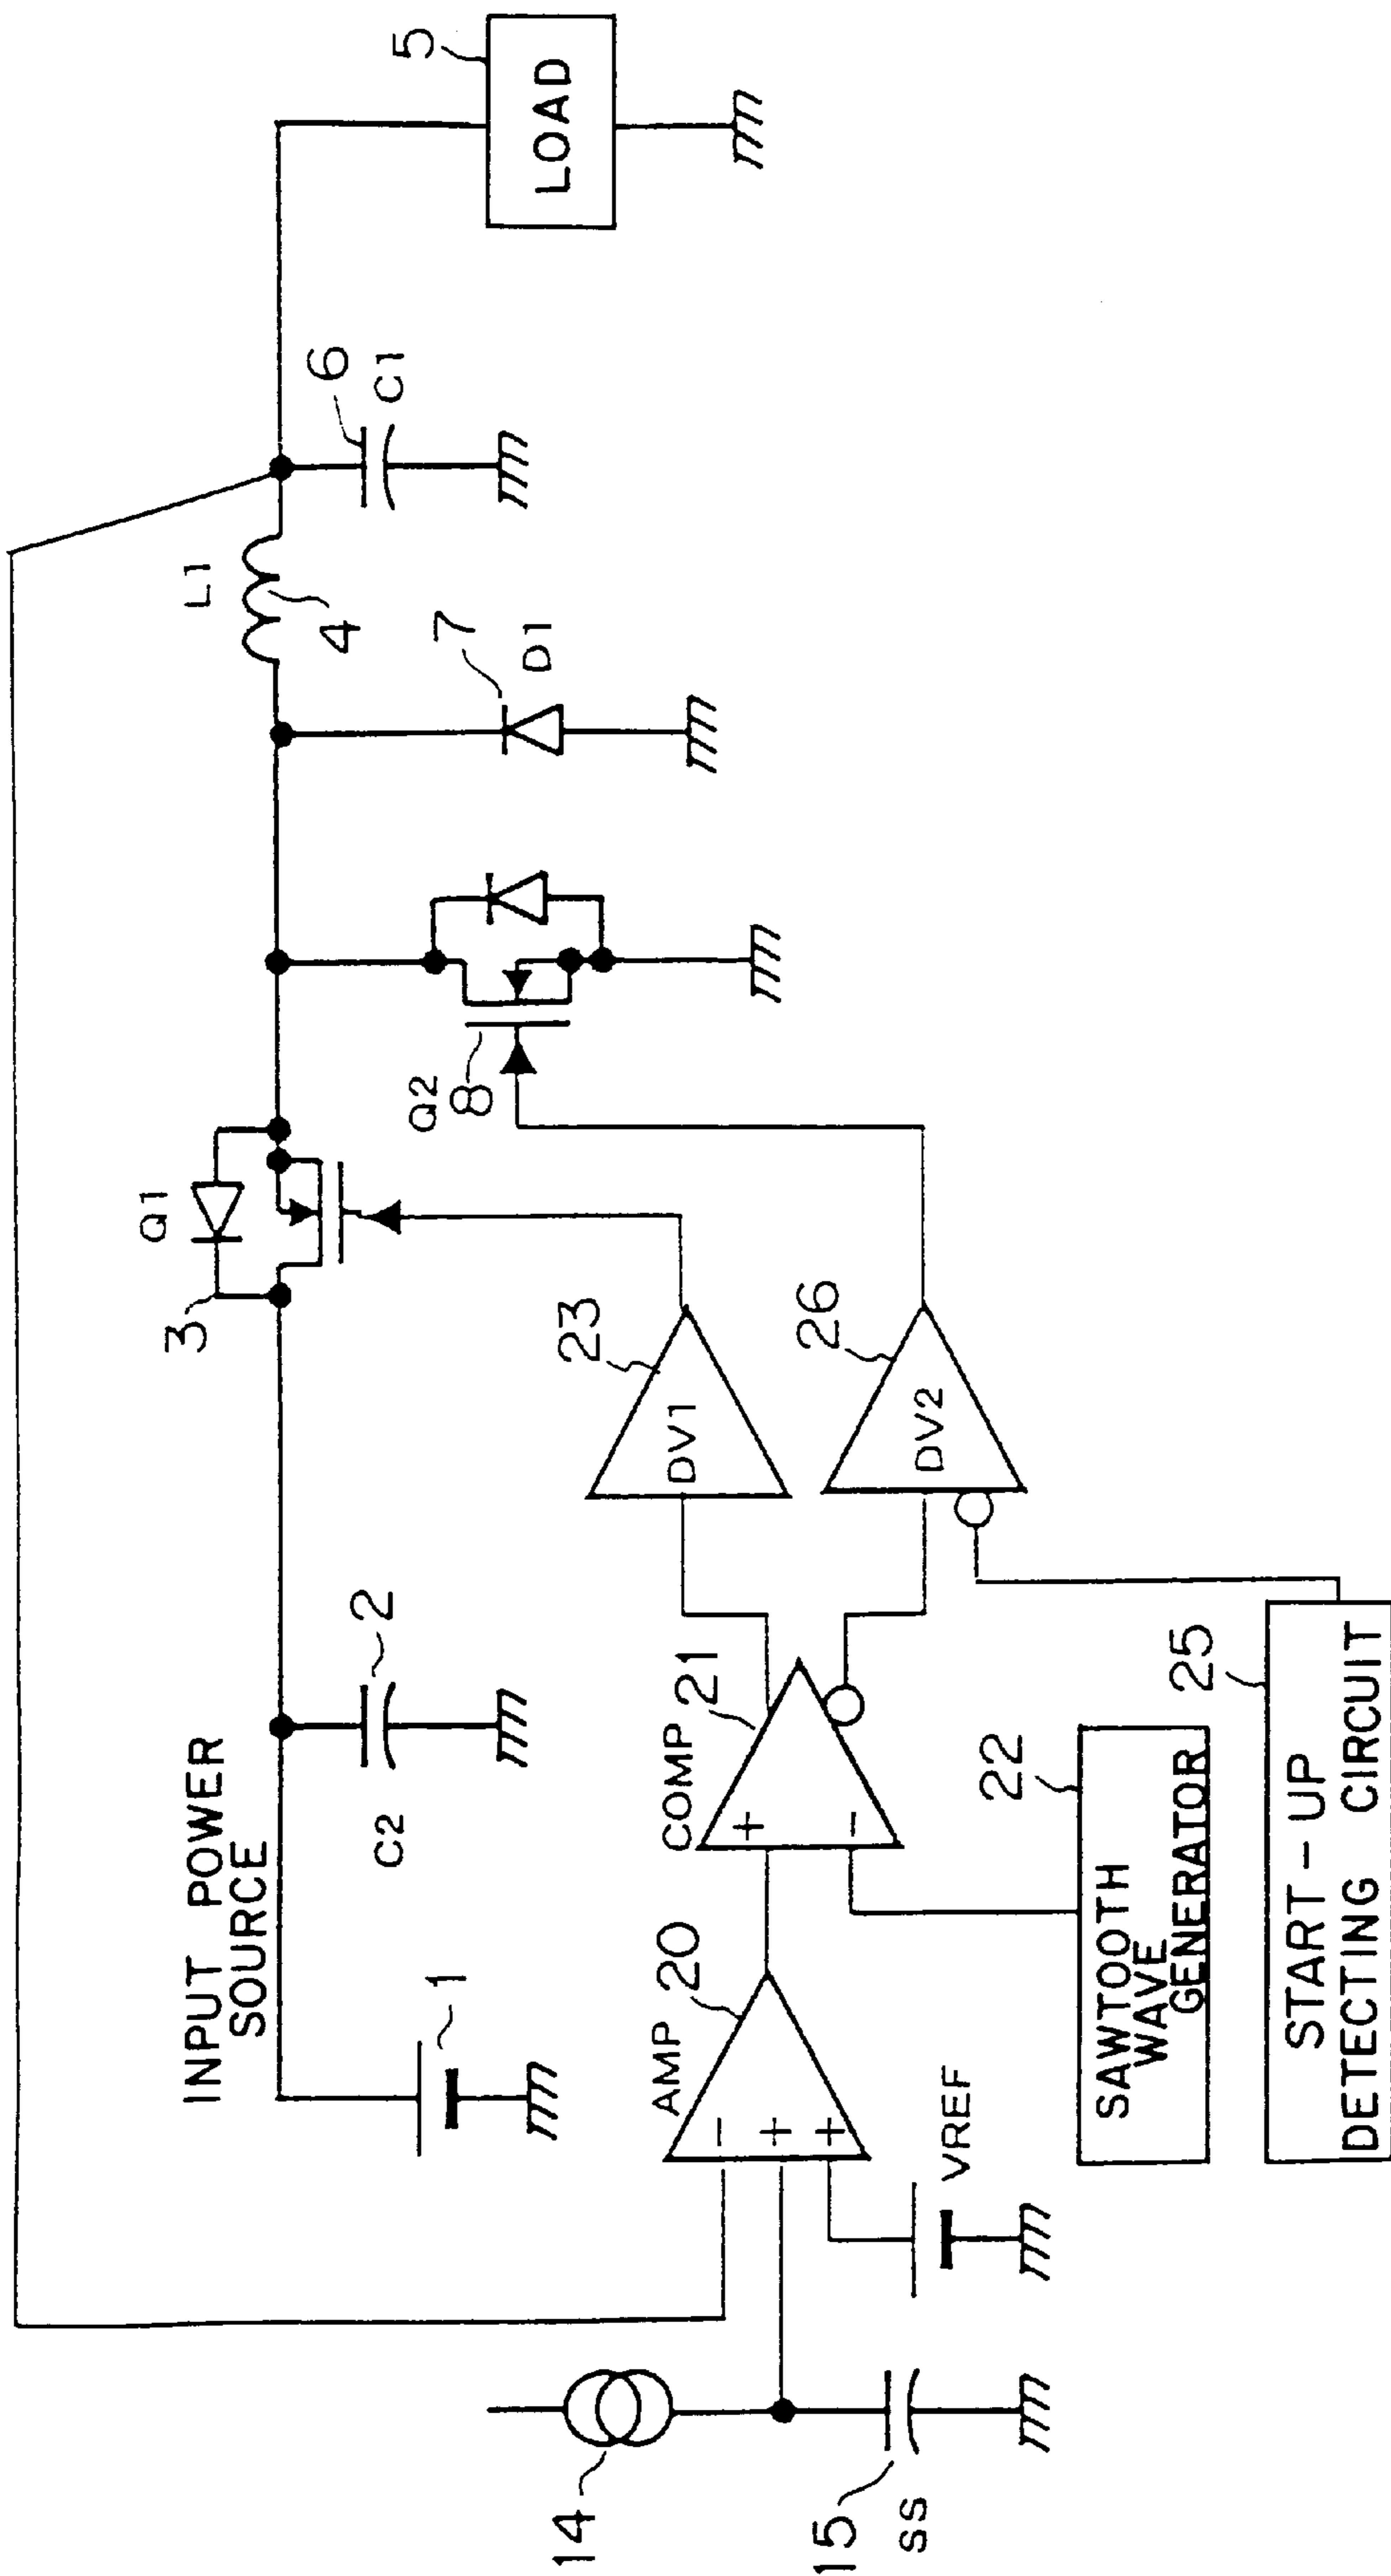 INPUT POWER
SOURCE
1
C2
2
3
Q1
Q2
8
L1
4
7
D1
6
C1
5
LOAD
14
15
SS
AMP
20
-
+
+
VREF
COMP
21
+
-
SAWTOOTH
WAVE
GENERATOR
22
DV1
23
DV2
26
START-UP
DETECTING CIRCUIT
25